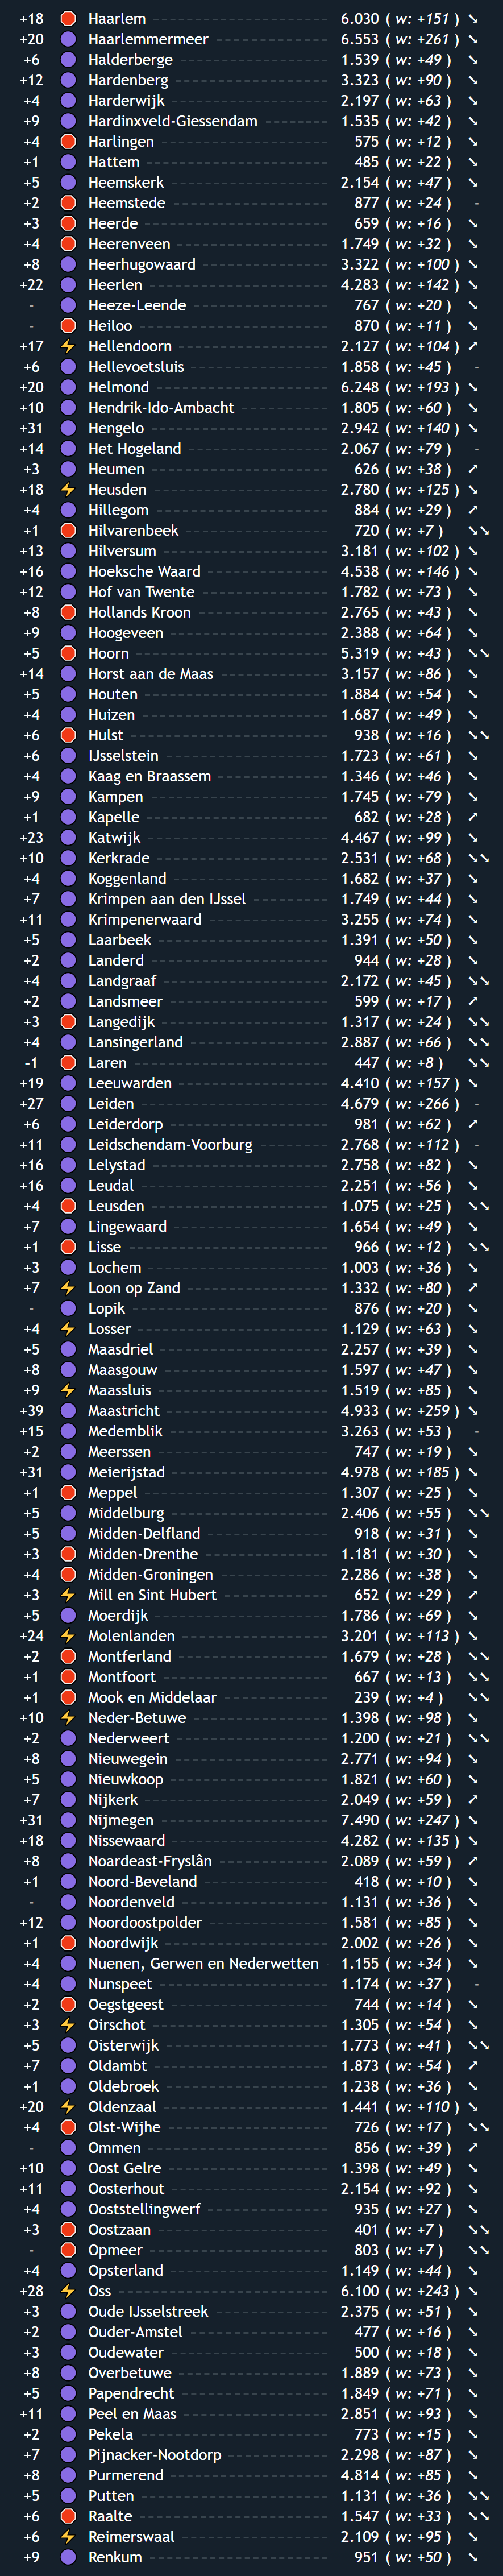 +18 Haarlem 6.030 ( w: +151 ) ↘
+20 Haarlemmermeer 6.553 ( w: +261 ) ↘
+6 Halderberge 1.539 ( w: +49 ) ↘
+12 Hardenberg 3.323 ( w: +90 ) ↘
+4 Harderwijk 2.197 ( w: +63 ) ↘
+9 Hardinxveld-Giessendam 1.535 ( w: +42 ) ↘
+4 Harlingen 575 ( w: +12 ) ↘
+1 Hattem 485 ( w: +22 ) ↘
+5 Heemskerk 2.154 ( w: +47 ) ↘
+2 Heemstede 877 ( w: +24 ) -
+3 Heerde 659 ( w: +16 ) ↘
+4 Heerenveen 1.749 ( w: +32 ) ↘
+8 Heerhugowaard 3.322 ( w: +100 ) ↘
+22 Heerlen 4.283 ( w: +142 ) ↘
- Heeze-Leende 767 ( w: +20 ) ↘
- Heiloo 870 ( w: +11 ) ↘
+17 Hellendoorn 2.127 ( w: +104 ) ↗
+6 Hellevoetsluis 1.858 ( w: +45 ) -
+20 Helmond 6.248 ( w: +193 ) ↘
+10 Hendrik-Ido-Ambacht 1.805 ( w: +60 ) ↘
+31 Hengelo 2.942 ( w: +140 ) ↘
+14 Het Hogeland 2.067 ( w: +79 ) -
+3 Heumen 626 ( w: +38 ) ↗
+18 Heusden 2.780 ( w: +125 ) ↘
+4 Hillegom 884 ( w: +29 ) ↗
+1 Hilvarenbeek 720 ( w: +7 ) ↘↘
+13 Hilversum 3.181 ( w: +102 ) ↘
+16 Hoeksche Waard 4.538 ( w: +146 ) ↘
+12 Hof van Twente 1.782 ( w: +73 ) ↘
+8 Hollands Kroon 2.765 ( w: +43 ) ↘
+9 Hoogeveen 2.388 ( w: +64 ) ↘
+5 Hoorn 5.319 ( w: +43 ) ↘↘
+14 Horst aan de Maas 3.157 ( w: +86 ) ↘
+5 Houten 1.884 ( w: +54 ) ↘
+4 Huizen 1.687 ( w: +49 ) ↘
+6 Hulst 938 ( w: +16 ) ↘↘
+6 IJsselstein 1.723 ( w: +61 ) ↘
+4 Kaag en Braassem 1.346 ( w: +46 ) ↘
+9 Kampen 1.745 ( w: +79 ) ↘
+1 Kapelle 682 ( w: +28 ) ↗
+23 Katwijk 4.467 ( w: +99 ) ↘
+10 Kerkrade 2.531 ( w: +68 ) ↘↘
+4 Koggenland 1.682 ( w: +37 ) ↘
+7 Krimpen aan den IJssel 1.749 ( w: +44 ) ↘
+11 Krimpenerwaard 3.255 ( w: +74 ) ↘
+5 Laarbeek 1.391 ( w: +50 ) ↘
+2 Landerd 944 ( w: +28 ) ↘
+4 Landgraaf 2.172 ( w: +45 ) ↘↘
+2 Landsmeer 599 ( w: +17 ) ↗
+3 Langedijk 1.317 ( w: +24 ) ↘↘
+4 Lansingerland 2.887 ( w: +66 ) ↘↘
-1 Laren 447 ( w: +8 ) ↘↘
+19 Leeuwarden 4.410 ( w: +157 ) ↘
+27 Leiden 4.679 ( w: +266 ) -
+6 Leiderdorp 981 ( w: +62 ) ↗
+11 Leidschendam-Voorburg 2.768 ( w: +112 ) -
+16 Lelystad 2.758 ( w: +82 ) ↘
+16 Leudal 2.251 ( w: +56 ) ↘
+4 Leusden 1.075 ( w: +25 ) ↘↘
+7 Lingewaard 1.654 ( w: +49 ) ↘
+1 Lisse 966 ( w: +12 ) ↘↘
+3 Lochem 1.003 ( w: +36 ) ↘
+7 Loon op Zand 1.332 ( w: +80 ) ↗
- Lopik 876 ( w: +20 ) ↘
+4 Losser 1.129 ( w: +63 ) ↘
+5 Maasdriel 2.257 ( w: +39 ) ↘
+8 Maasgouw 1.597 ( w: +47 ) ↘
+9 Maassluis 1.519 ( w: +85 ) ↘
+39 Maastricht 4.933 ( w: +259 ) ↘
+15 Medemblik 3.263 ( w: +53 ) -
+2 Meerssen 747 ( w: +19 ) ↘
+31 Meierijstad 4.978 ( w: +185 ) ↘
+1 Meppel 1.307 ( w: +25 ) ↘
+5 Middelburg 2.406 ( w: +55 ) ↘↘
+5 Midden-Delfland 918 ( w: +31 ) ↘
+3 Midden-Drenthe 1.181 ( w: +30 ) ↘
+4 Midden-Groningen 2.286 ( w: +38 ) ↘
+3 Mill en Sint Hubert 652 ( w: +29 ) ↗
+5 Moerdijk 1.786 ( w: +69 ) ↘
+24 Molenlanden 3.201 ( w: +113 ) ↘
+2 Montferland 1.679 ( w: +28 ) ↘↘
+1 Montfoort 667 ( w: +13 ) ↘↘
+1 Mook en Middelaar 239 ( w: +4 ) ↘↘
+10 Neder-Betuwe 1.398 ( w: +98 ) ↘
+2 Nederweert 1.200 ( w: +21 ) ↘↘
+8 Nieuwegein 2.771 ( w: +94 ) ↘
+5 Nieuwkoop 1.821 ( w: +60 ) ↘
+7 Nijkerk 2.049 ( w: +59 ) ↗
+31 Nijmegen 7.490 ( w: +247 ) ↘
+18 Nissewaard 4.282 ( w: +135 ) ↘
+8 Noardeast-Fryslân 2.089 ( w: +59 ) ↗
+1 Noord-Beveland 418 ( w: +10 ) ↘
- Noordenveld 1.131 ( w: +36 ) ↘
+12 Noordoostpolder 1.581 ( w: +85 ) ↘
+1 Noordwijk 2.002 ( w: +26 ) ↘
+4 Nuenen, Gerwen en Nederwetten 1.155 ( w: +34 ) ↘
+4 Nunspeet 1.174 ( w: +37 ) -
+2 Oegstgeest 744 ( w: +14 ) ↘
+3 Oirschot 1.305 ( w: +54 ) ↘
+5 Oisterwijk 1.773 ( w: +41 ) ↘↘
+7 Oldambt 1.873 ( w: +54 ) ↗
+1 Oldebroek 1.238 ( w: +36 ) ↘
+20 Oldenzaal 1.441 ( w: +110 ) ↘
+4 Olst-Wijhe 726 ( w: +17 ) ↘↘
- Ommen 856 ( w: +39 ) ↗
+10 Oost Gelre 1.398 ( w: +49 ) ↘
+11 Oosterhout 2.154 ( w: +92 ) ↘
+4 Ooststellingwerf 935 ( w: +27 ) ↘
+3 Oostzaan 401 ( w: +7 ) ↘↘
- Opmeer 803 ( w: +7 ) ↘↘
+4 Opsterland 1.149 ( w: +44 ) ↘
+28 Oss 6.100 ( w: +243 ) ↘
+3 Oude IJsselstreek 2.375 ( w: +51 ) ↘
+2 Ouder-Amstel 477 ( w: +16 ) ↘
+3 Oudewater 500 ( w: +18 ) ↘
+8 Overbetuwe 1.889 ( w: +73 ) ↘
+5 Papendrecht 1.849 ( w: +71 ) ↘
+11 Peel en Maas 2.851 ( w: +93 ) ↘
+2 Pekela 773 ( w: +15 ) ↘
+7 Pijnacker-Nootdorp 2.298 ( w: +87 ) ↘
+8 Purmerend 4.814 ( w: +85 ) ↘
+5 Putten 1.131 ( w: +36 ) ↘↘
+6 Raalte 1.547 ( w: +33 ) ↘↘
+6 Reimerswaal 2.109 ( w: +95 ) ↘
+9 Renkum 951 ( w: +50 ) ↘